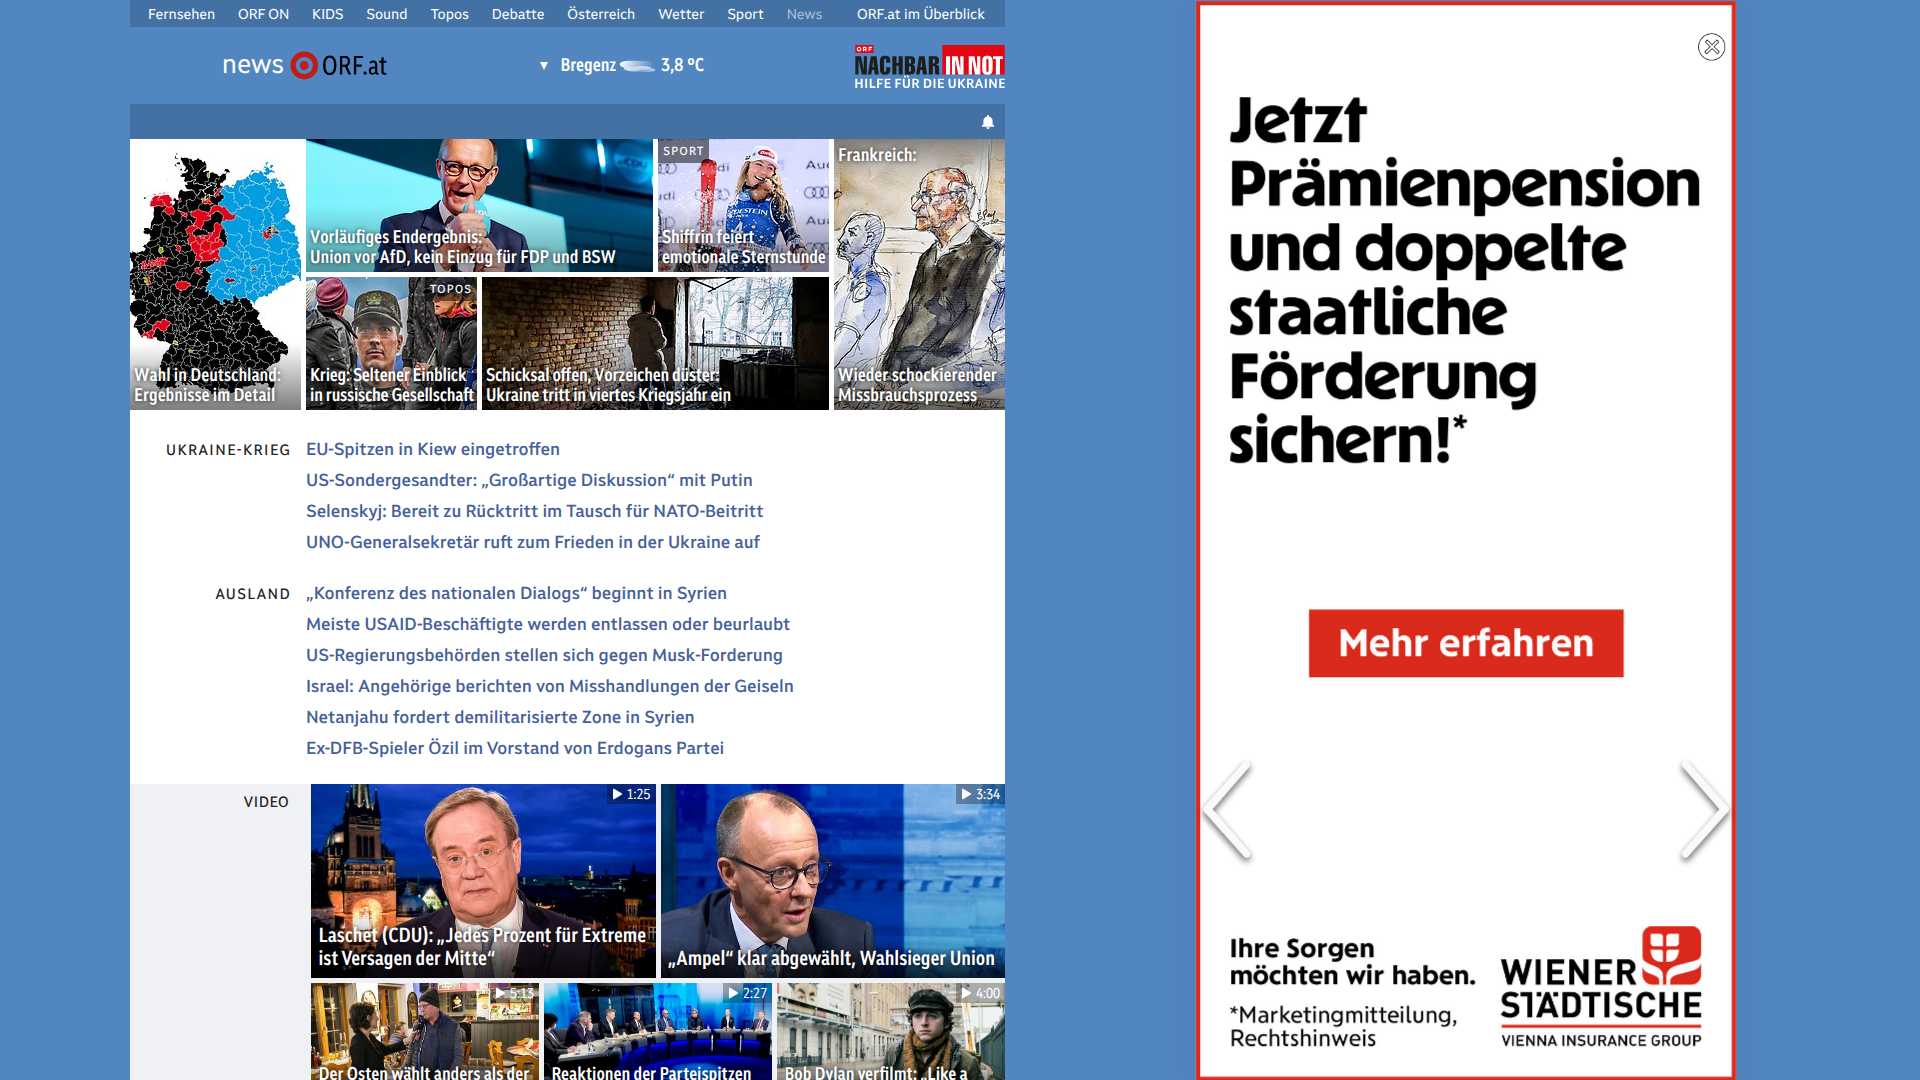 Fernsehen ORF ON KIDS Sound Topos Debatte Österreich Wetter Sport News ORF.at im Überblick
news ORF.at
▼ Bregenz 3,8 °C
ORF
NACHBAR IN NOT
HILFE FÜR DIE UKRAINE
Wahl in Deutschland:
Ergebnisse im Detail
Vorläufiges Endergebnis:
Union vor AfD, kein Einzug für FDP und BSW
SPORT
Shiffrin feiert
emotionale Sternstunde
Frankreich:
Wieder schockierender
Missbrauchsprozess
TOPOS
Krieg: Seltener Einblick
in russische Gesellschaft
Schicksal offen, Vorzeichen düster:
Ukraine tritt in viertes Kriegsjahr ein
UKRAINE-KRIEG
EU-Spitzen in Kiew eingetroffen
US-Sondergesandter: „Großartige Diskussion“ mit Putin
Selenskyj: Bereit zu Rücktritt im Tausch für NATO-Beitritt
UNO-Generalsekretär ruft zum Frieden in der Ukraine auf
AUSLAND
„Konferenz des nationalen Dialogs“ beginnt in Syrien
Meiste USAID-Beschäftigte werden entlassen oder beurlaubt
US-Regierungsbehörden stellen sich gegen Musk-Forderung
Israel: Angehörige berichten von Misshandlungen der Geiseln
Netanjahu fordert demilitarisierte Zone in Syrien
Ex-DFB-Spieler Özil im Vorstand von Erdogans Partei
VIDEO
1:25
Laschet (CDU): „Jedes Prozent für Extreme
ist Versagen der Mitte“
3:34
„Ampel“ klar abgewählt, Wahlsieger Union
5:13
Der Osten wählt anders als der
2:27
Reaktionen der Parteispitzen
4:00
Bob Dylan verfilmt: „Like a
Jetzt
Prämienpension
und doppelte
staatliche
Förderung
sichern!*
Mehr erfahren
Ihre Sorgen
möchten wir haben.
*Marketingmitteilung,
Rechtshinweis
WIENER
STÄDTISCHE
VIENNA INSURANCE GROUP